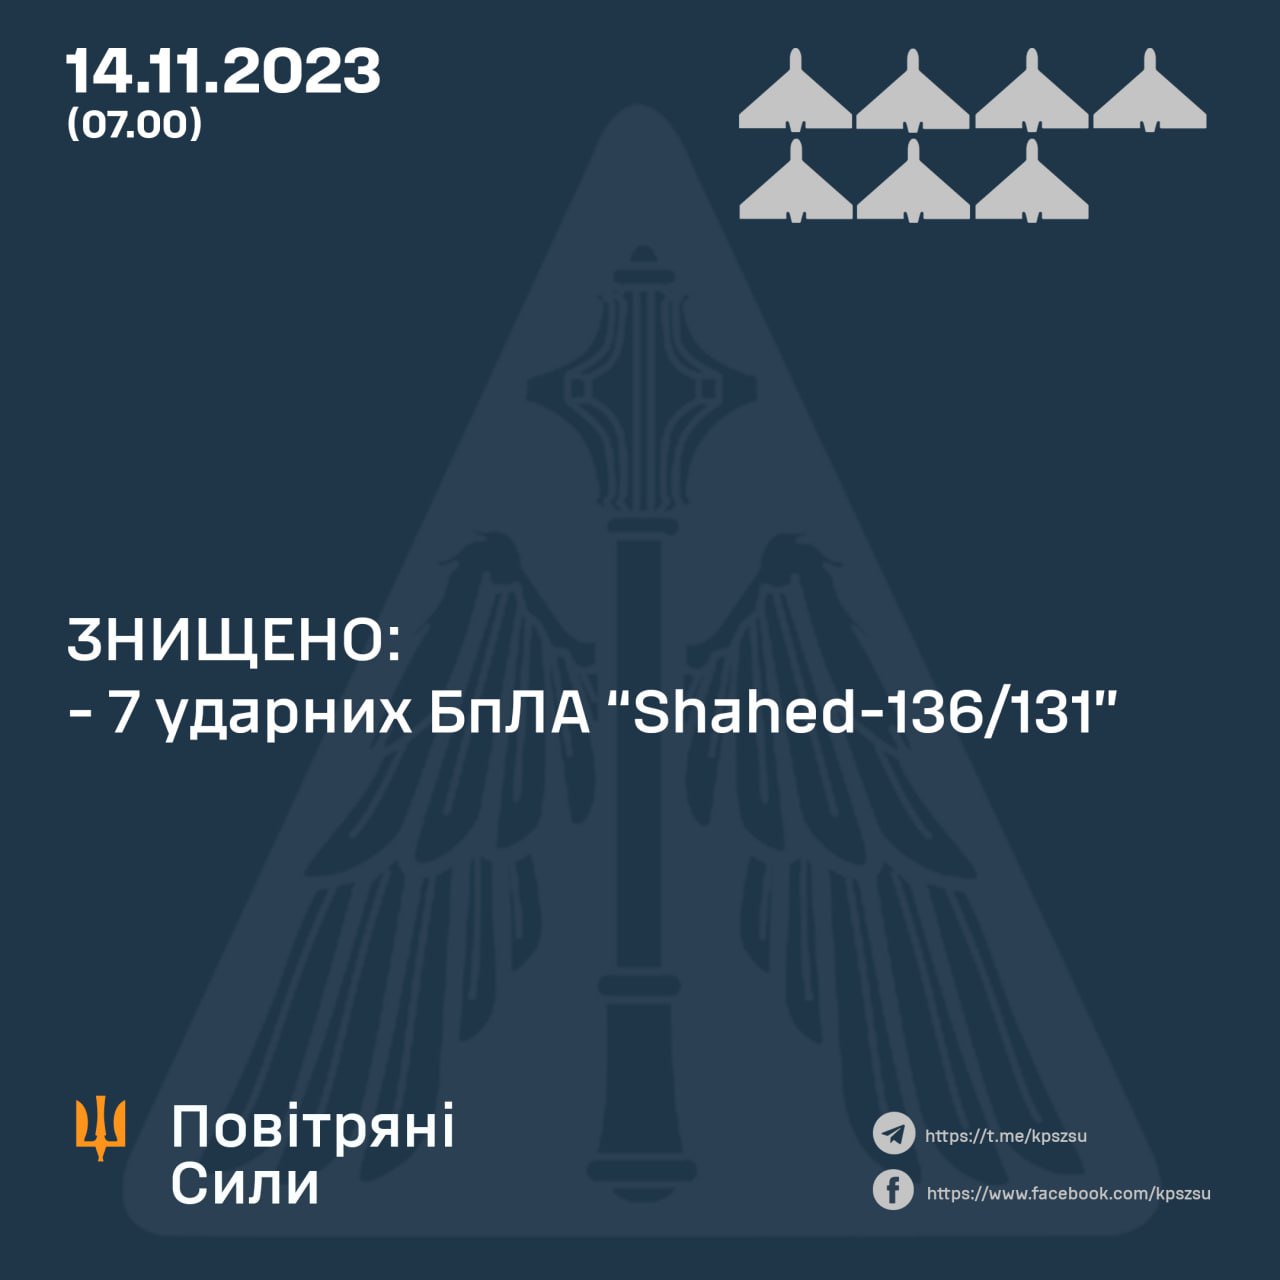 14.11.2023
(07.00)
ЗНИЩЕНО:
- 7 ударних БпЛА “Shahed-136/131”
Повітряні
Сили
https://t.me/kpszsu
https://www.facebook.com/kpszsu